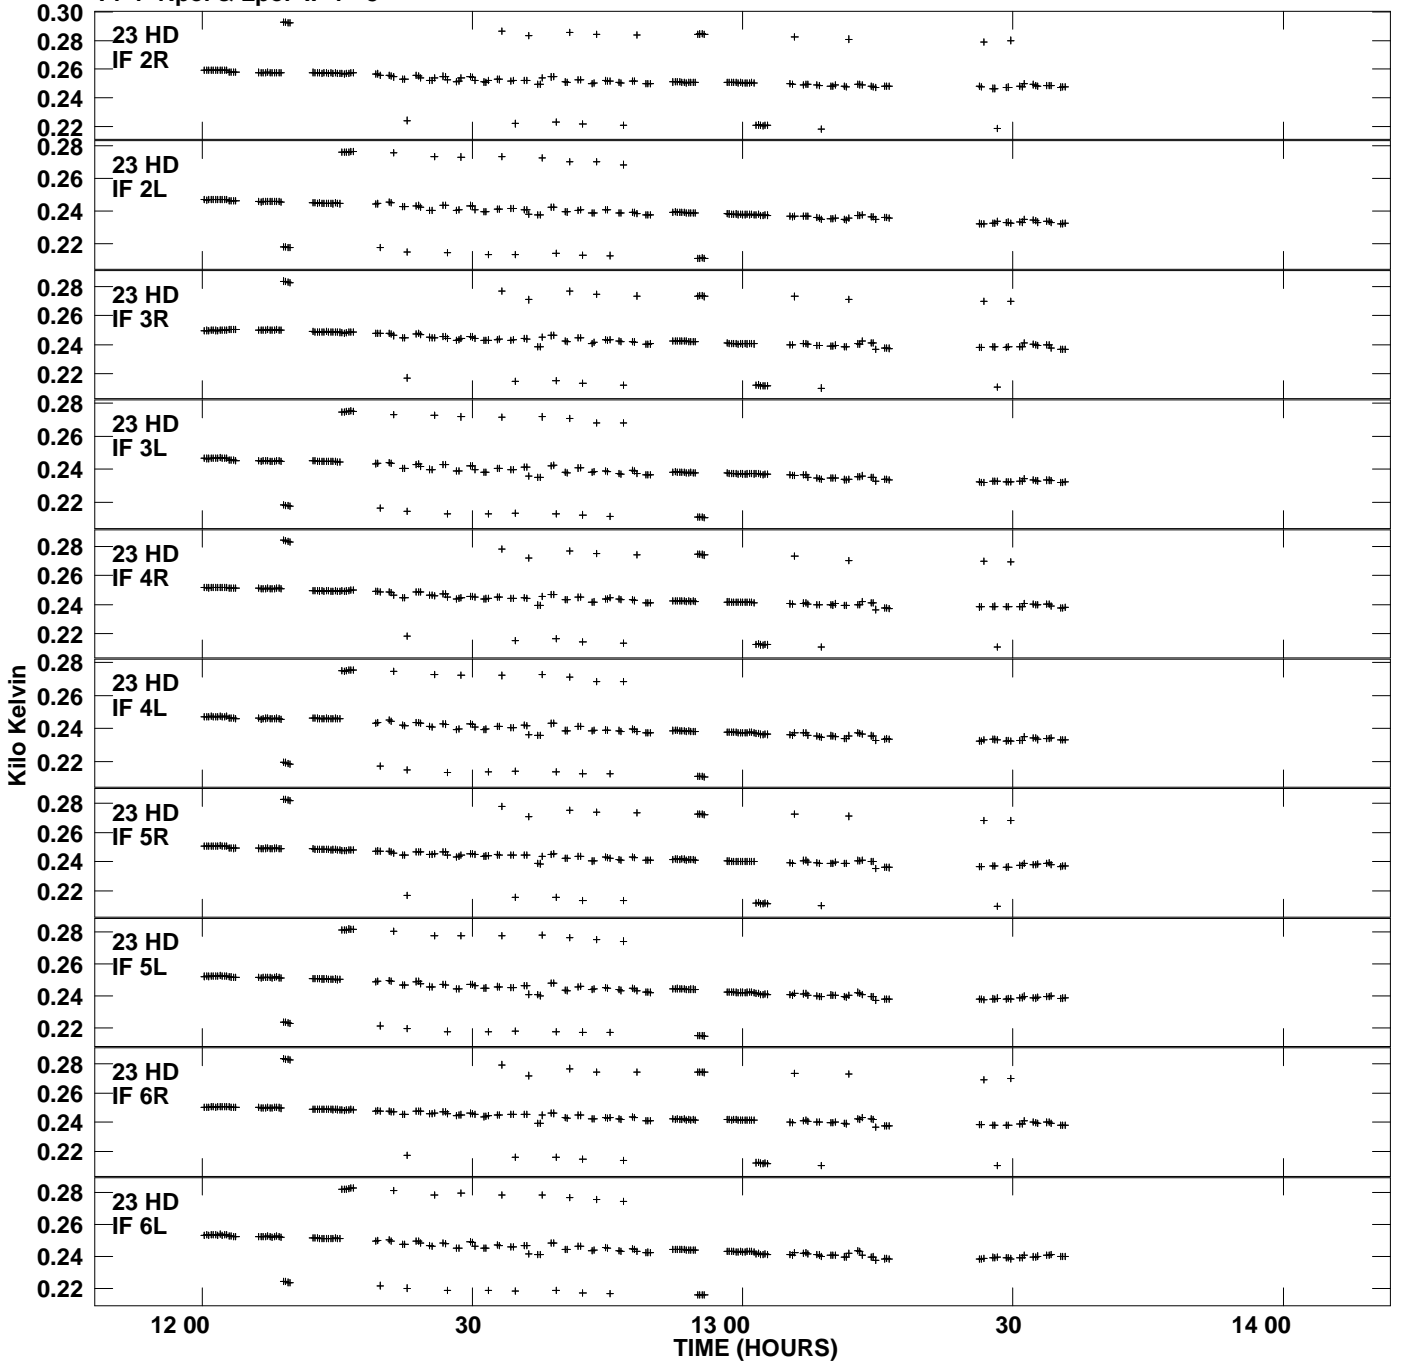 0.30
23 HD
0.28
IF 2R
0.26
0.24
0.22
0.28
23 HD
0.26
IF 2L
0.24
0.22
23 HD
0.28
IF 3R
0.26
0.24
0.22
0.28
23 HD
0.26
IF 3L
0.24
0.22
23 HD
0.28
IF 4R
0.26
0.24
0.22
0.28
23 HD
0.26
IF 4L
0.24
0.22
23 HD
0.28
IF 5R
0.26
0.24
0.22
23 HD
0.28
IF 5L
0.26
0.24
0.22
23 HD
0.28
IF 6R
0.26
0.24
0.22
23 HD
0.28
IF 6L
0.26
0.24
0.22
Kilo Kelvin
12 00 30 13 00 30 14 00
TIME (HOURS)